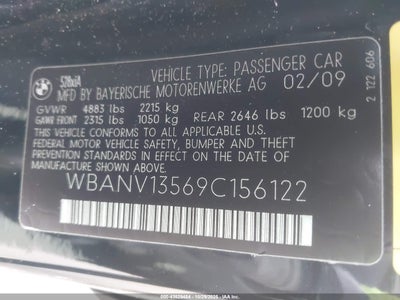 BMW
528xiA
VEHICLE TYPE: PASSENGER CAR
MFD BY BAYERISCHE MOTORENWERKE AG 02/09
GVWR 4883 lbs 2215 kg
GAWR FRONT 2315 lbs 1050 kg REAR 2646 lbs 1200 kg
THIS VEHICLE CONFORMS TO ALL APPLICABLE U.S.
FEDERAL MOTOR VEHICLE SAFETY, BUMPER AND THEFT
PREVENTION STANDARDS IN EFFECT ON THE DATE
OF MANUFACTURE SHOWN ABOVE.
WBANV13569C156122
2 122 606